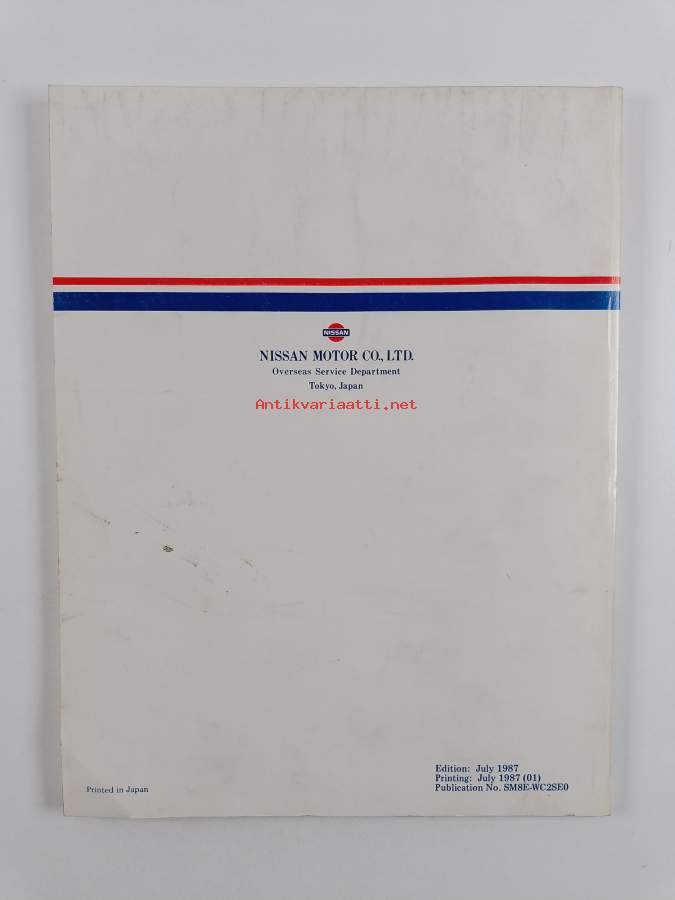 NISSAN
NISSAN MOTOR CO., LTD.
Overseas Service Department
Tokyo, Japan
Antikvariaatti.net
Edition: July 1987
Printing: July 1987 (01)
Publication No. SM8E-WC2SE0
Printed in Japan